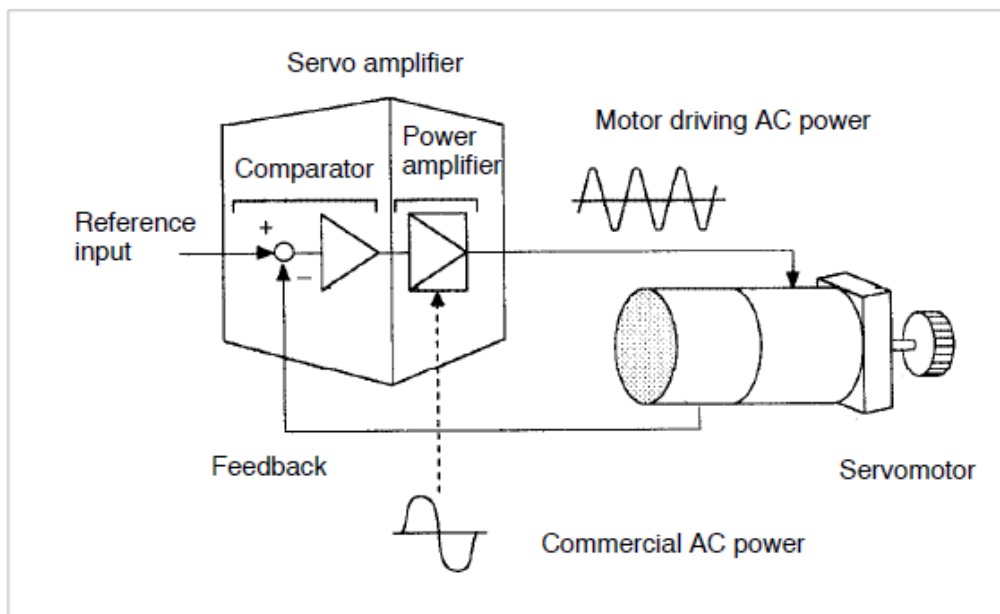 Servo amplifier
Motor driving AC power
Power
amplifier
Comparator
Reference
input
+
−
Feedback
Servomotor
Commercial AC power